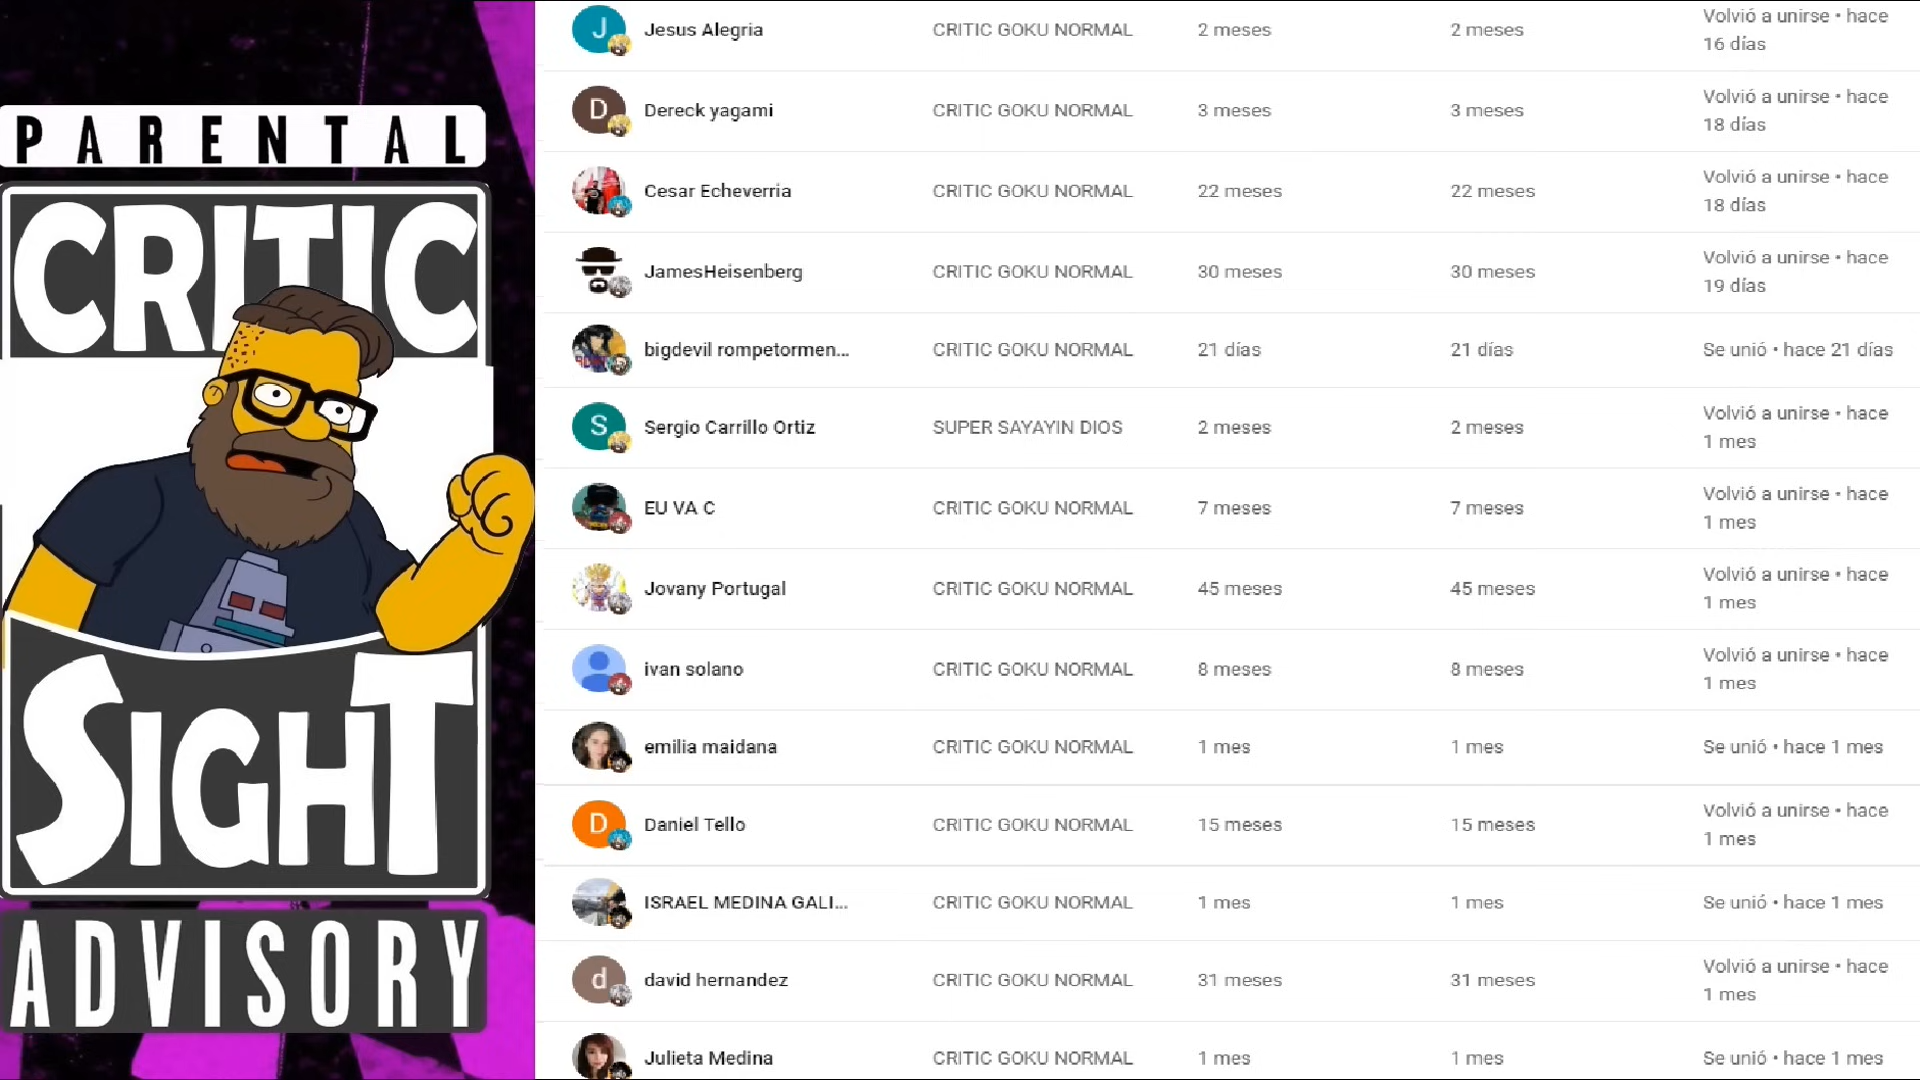 PARENTAL
CRITIC
SIGHT
ADVISORY
Jesus Alegria CRITIC GOKU NORMAL 2 meses 2 meses Volvió a unirse • hace
16 días
Dereck yagami CRITIC GOKU NORMAL 3 meses 3 meses Volvió a unirse • hace
18 días
Cesar Echeverria CRITIC GOKU NORMAL 22 meses 22 meses Volvió a unirse • hace
18 días
JamesHeisenberg CRITIC GOKU NORMAL 30 meses 30 meses Volvió a unirse • hace
19 días
bigdevil rompetormen... CRITIC GOKU NORMAL 21 días 21 días Se unió • hace 21 días
Sergio Carrillo Ortiz SUPER SAYAYIN DIOS 2 meses 2 meses Volvió a unirse • hace
1 mes
EU VA C CRITIC GOKU NORMAL 7 meses 7 meses Volvió a unirse • hace
1 mes
Jovany Portugal CRITIC GOKU NORMAL 45 meses 45 meses Volvió a unirse • hace
1 mes
ivan solano CRITIC GOKU NORMAL 8 meses 8 meses Volvió a unirse • hace
1 mes
emilia maidana CRITIC GOKU NORMAL 1 mes 1 mes Se unió • hace 1 mes
Daniel Tello CRITIC GOKU NORMAL 15 meses 15 meses Volvió a unirse • hace
1 mes
ISRAEL MEDINA GALI... CRITIC GOKU NORMAL 1 mes 1 mes Se unió • hace 1 mes
david hernandez CRITIC GOKU NORMAL 31 meses 31 meses Volvió a unirse • hace
1 mes
Julieta Medina CRITIC GOKU NORMAL 1 mes 1 mes Se unió • hace 1 mes